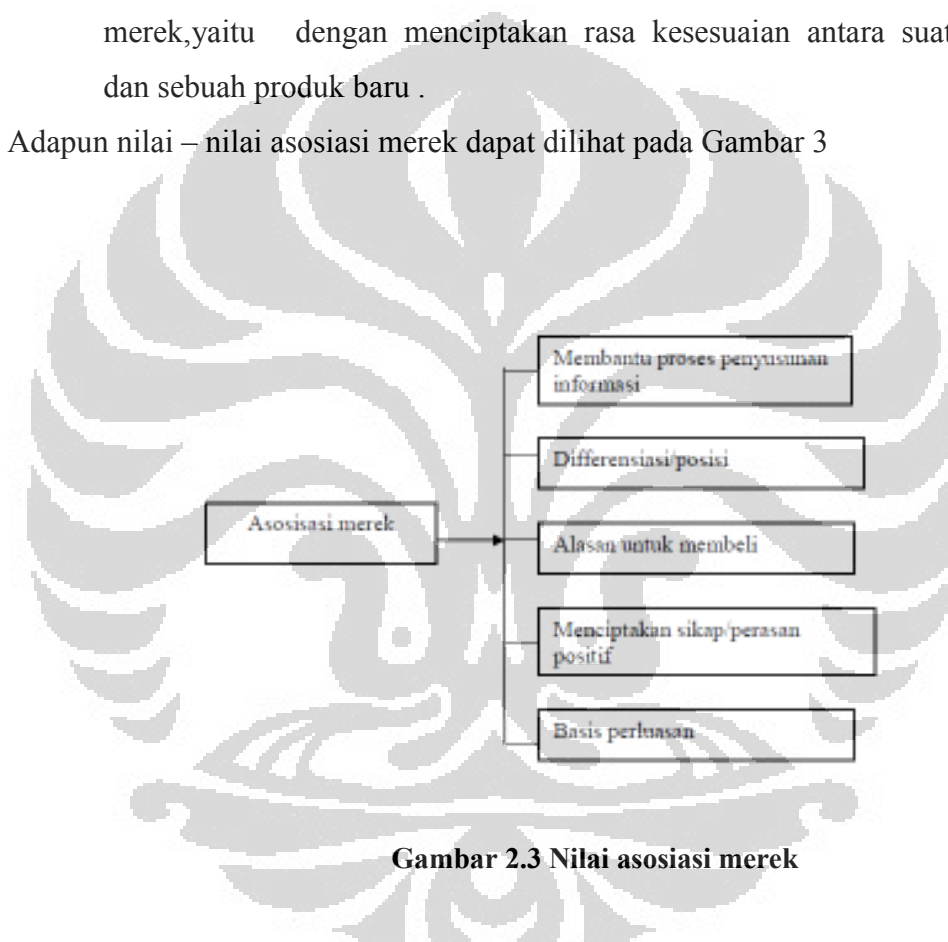 merek,yaitu dengan menciptakan rasa kesesuaian antara suat
dan sebuah produk baru .
Adapun nilai – nilai asosiasi merek dapat dilihat pada Gambar 3
Membantu proses penyusunan
informasi
Differensiasi/posisi
Asosisasi merek
Alasan untuk membeli
Menciptakan sikap/perasan
positif
Basis perluasan
Gambar 2.3 Nilai asosiasi merek